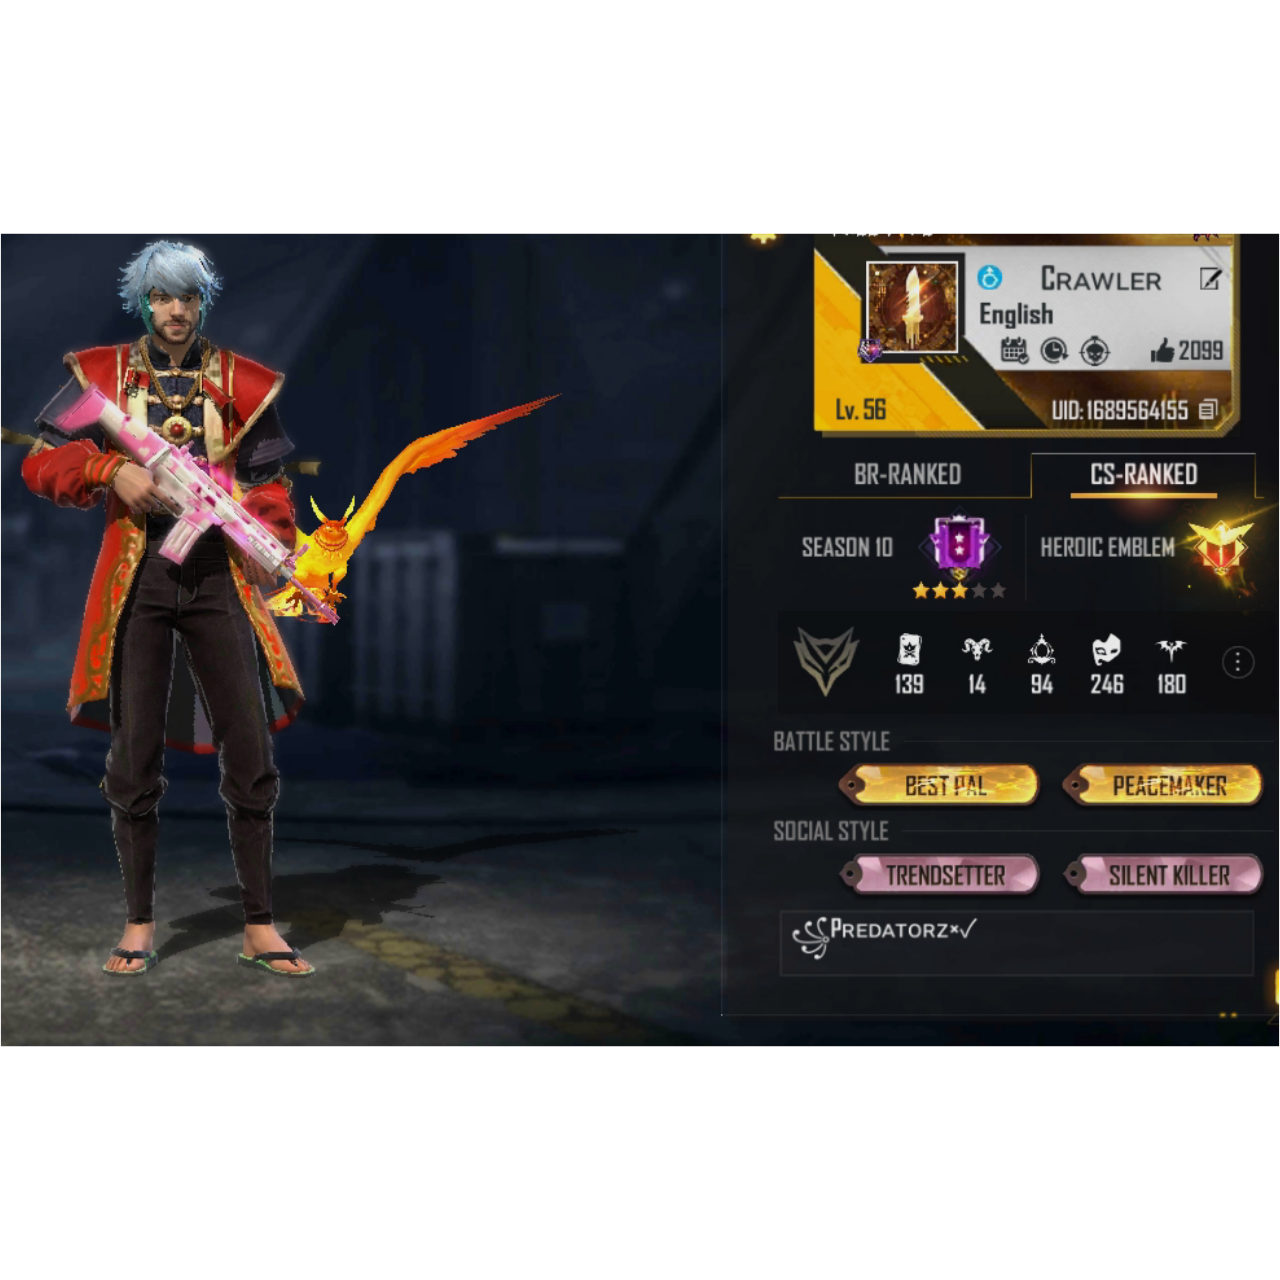 CRAWLER
English
2099
Lv. 56
UID: 1689564155
BR-RANKED
CS-RANKED
SEASON 10
HEROIC EMBLEM
139
14
94
246
180
BATTLE STYLE
BEST PAL
PEACEMAKER
SOCIAL STYLE
TRENDSETTER
SILENT KILLER
PREDATORZ×√